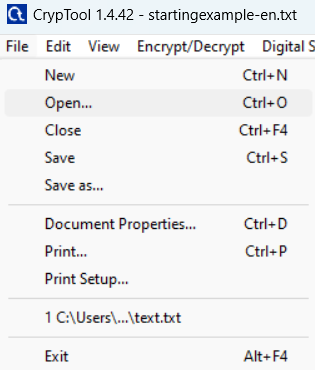 CrypTool 1.4.42 - startingexample-en.txt
File Edit View Encrypt/Decrypt Digital S
New Ctrl+N
Open... Ctrl+O
Close Ctrl+F4
Save Ctrl+S
Save as...
Document Properties... Ctrl+D
Print... Ctrl+P
Print Setup...
1 C:\Users\...\text.txt
Exit Alt+F4